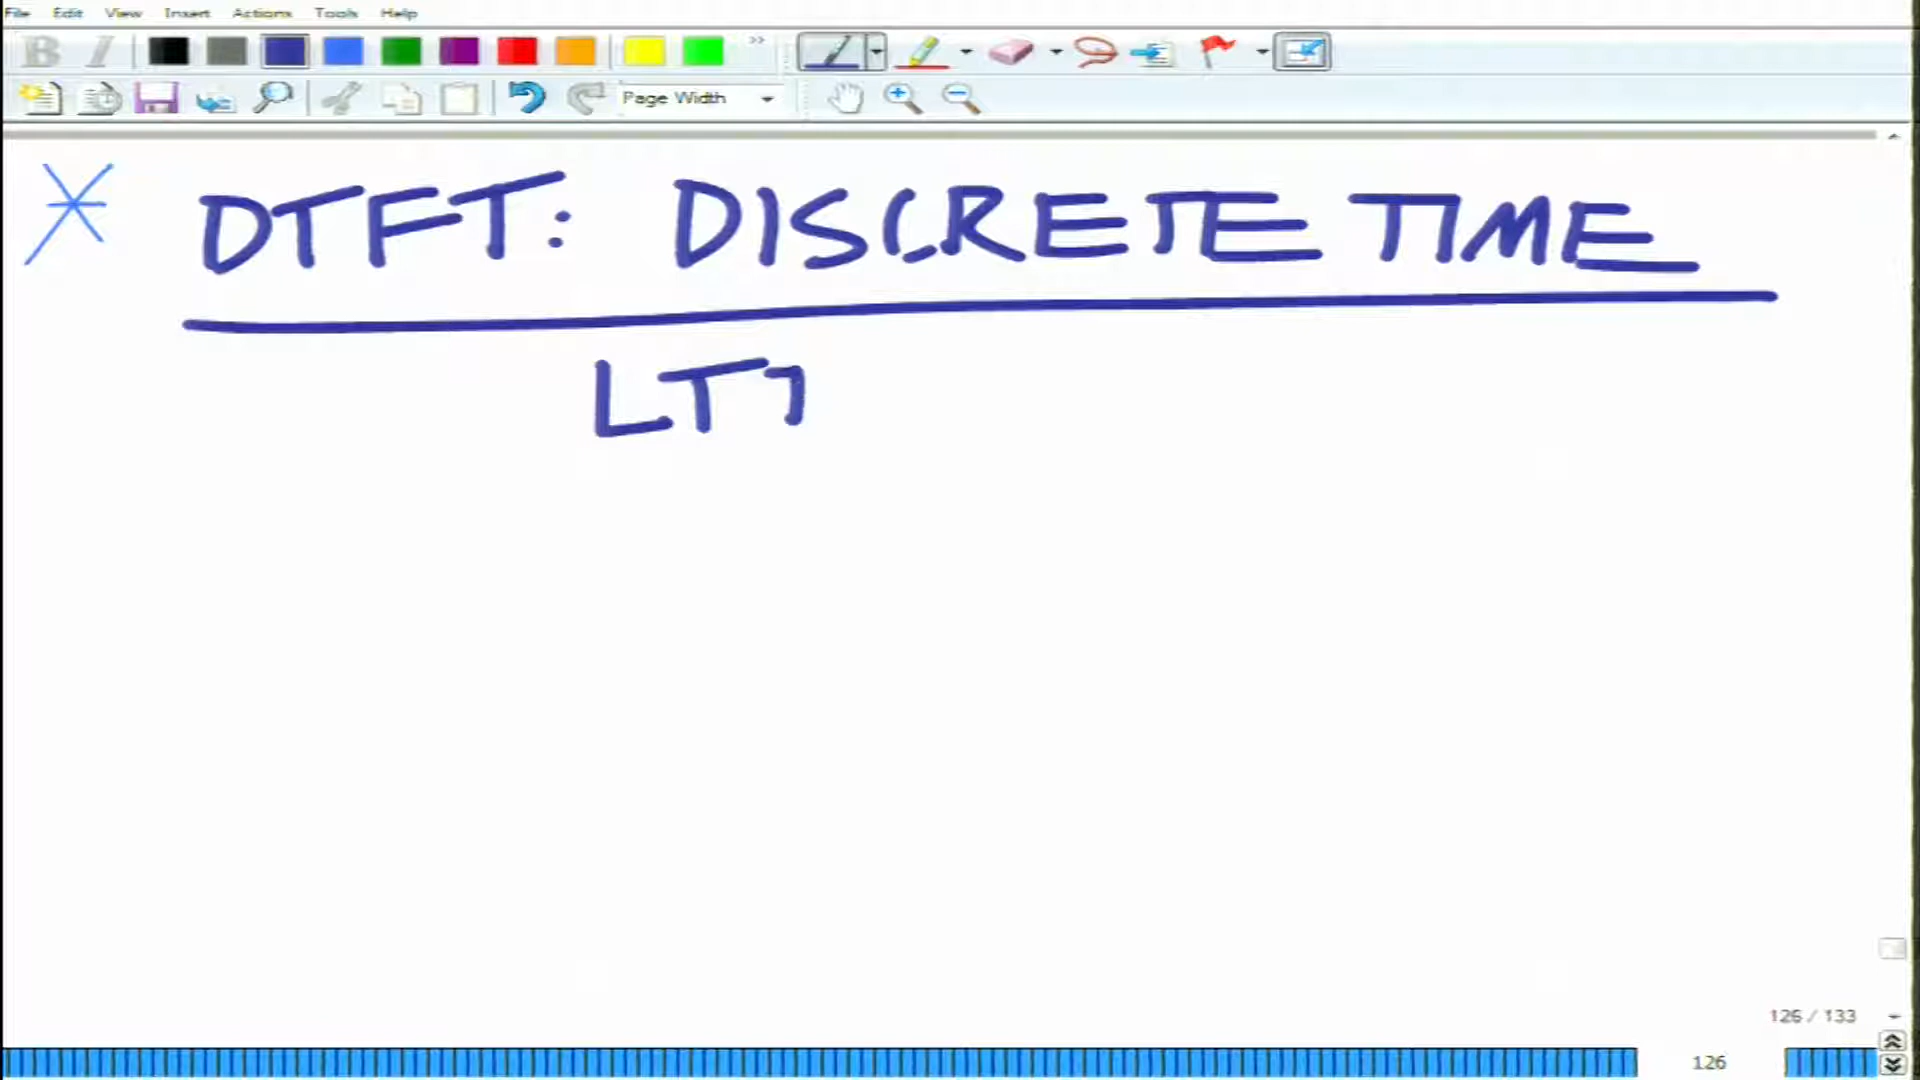 File Edit View Insert Actions Tools Help
B I
Page Width
DTFT: DISCRETE TIME
LTI
126 / 133
126